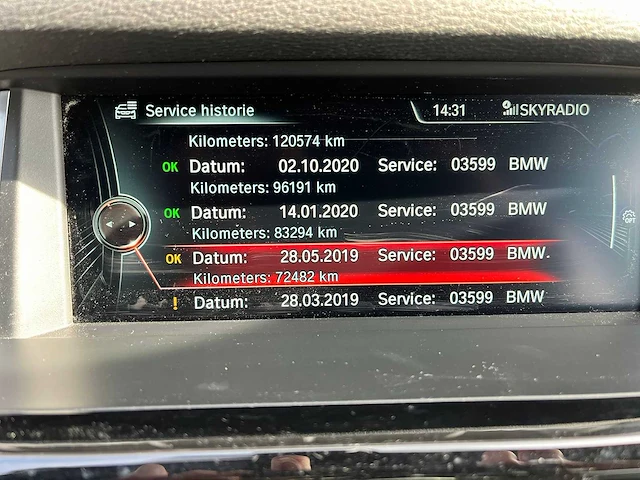 Service historie 14:31 SKYRADIO
Kilometers: 120574 km
OK Datum: 02.10.2020 Service: 03599 BMW
Kilometers: 96191 km
OK Datum: 14.01.2020 Service: 03599 BMW
Kilometers: 83294 km
OK Datum: 28.05.2019 Service: 03599 BMW.
Kilometers: 72482 km
! Datum: 28.03.2019 Service: 03599 BMW
OPT